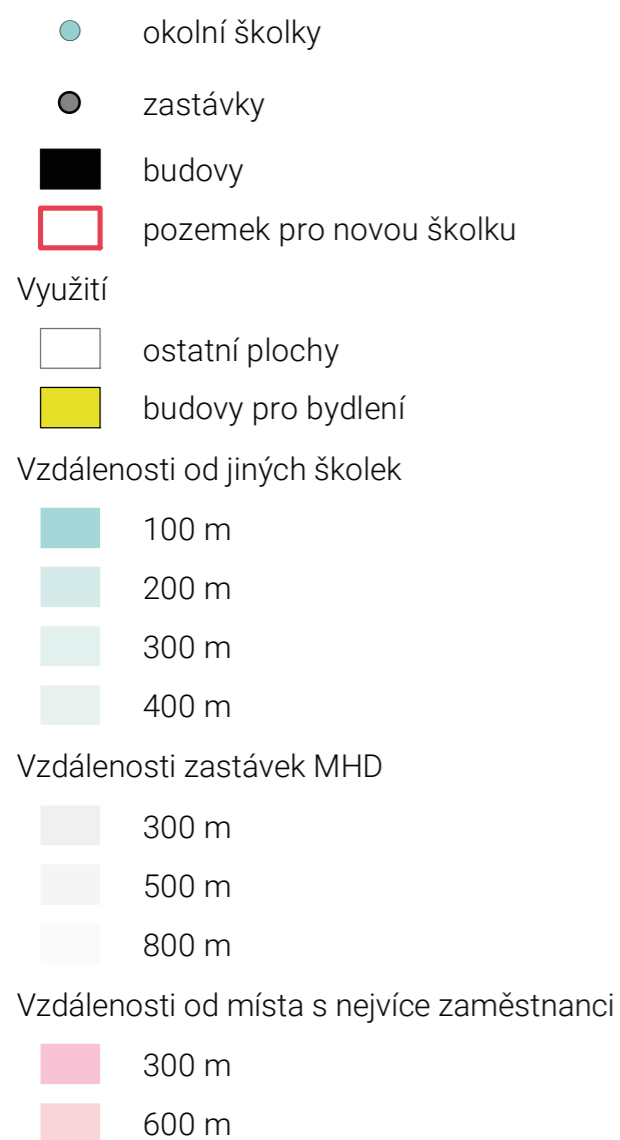 okolní školky
zastávky
budovy
pozemek pro novou školku
Využití
ostatní plochy
budovy pro bydlení
Vzdálenosti od jiných školek
100 m
200 m
300 m
400 m
Vzdálenosti zastávek MHD
300 m
500 m
800 m
Vzdálenosti od místa s nejvíce zaměstnanci
300 m
600 m